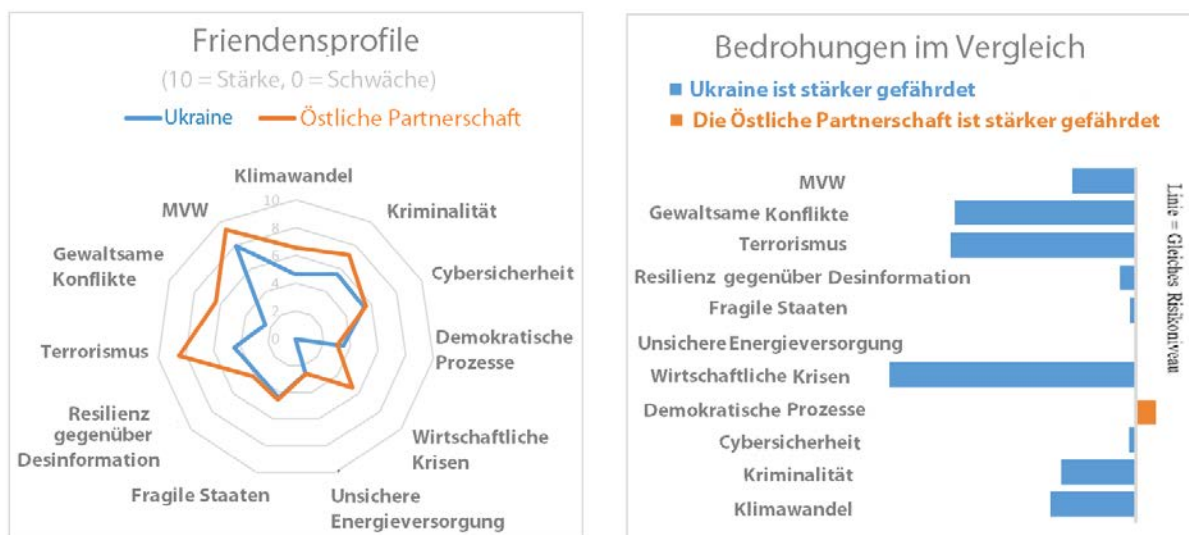 Friendensprofile
(10 = Stärke, 0 = Schwäche)
Ukraine
Östliche Partnerschaft
Klimawandel
Kriminalität
Cybersicherheit
Demokratische
Prozesse
Wirtschaftliche
Krisen
Unsichere
Energieversorgung
Fragile Staaten
Resilienz
gegenüber
Desinformation
Terrorismus
Gewaltsame
Konflikte
MVW
10
8
6
4
2
0
Bedrohungen im Vergleich
Ukraine ist stärker gefährdet
Die Östliche Partnerschaft ist stärker gefährdet
MVW
Gewaltsame Konflikte
Terrorismus
Resilienz gegenüber Desinformation
Fragile Staaten
Unsichere Energieversorgung
Wirtschaftliche Krisen
Demokratische Prozesse
Cybersicherheit
Kriminalität
Klimawandel
Linie = Gleiches Risikoniveau